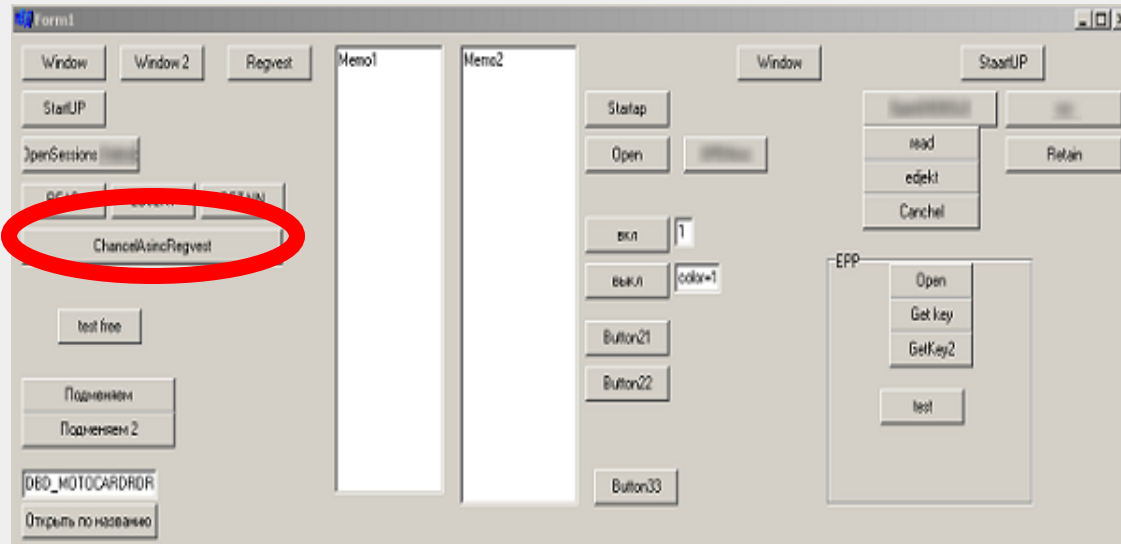 Form1
Window
Window 2
Regvest
Memo1
Memo2
Window
StaartUP
StartUP
Startap
OpenSessions
Open
read
Retain
edjekt
Canchel
ChancelAsincRegvest
вкл
1
выкл
color=1
EPP
Open
Get key
GetKey2
test free
Button21
Button22
test
Подменяем
Подменяем 2
DBD_MOTOCARDRDR
Button33
Открыть по названию